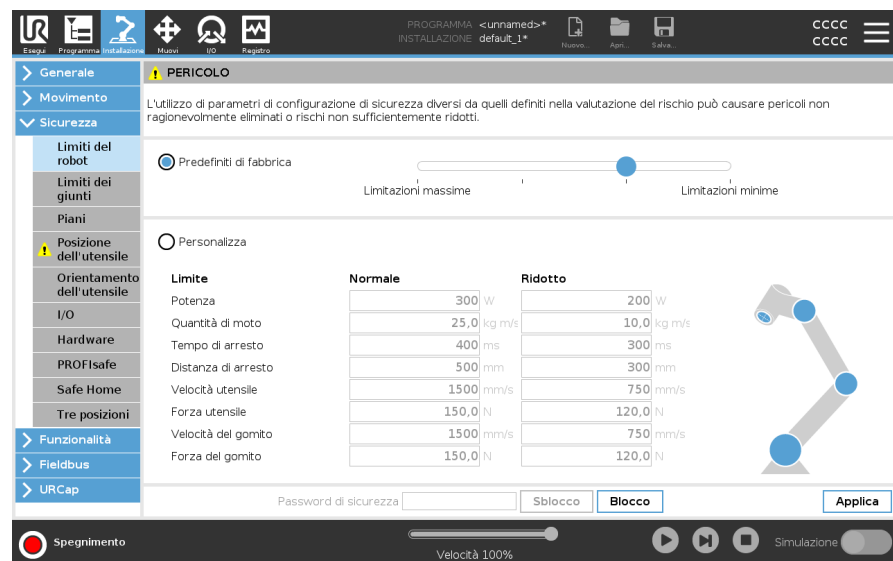 UR
Esegui
Programma
Installazione
Muovi
I/O
Registro
PROGRAMMA <unnamed>*
INSTALLAZIONE default_1*
Nuovo...
Apri...
Salva...
CCCC
CCCC
Generale
Movimento
Sicurezza
Limiti del
robot
Limiti dei
giunti
Piani
Posizione
dell'utensile
Orientamento
dell'utensile
I/O
Hardware
PROFIsafe
Safe Home
Tre posizioni
Funzionalità
Fieldbus
URCap
PERICOLO
L'utilizzo di parametri di configurazione di sicurezza diversi da quelli definiti nella valutazione del rischio può causare pericoli non
ragionevolmente eliminati o rischi non sufficientemente ridotti.
Predefiniti di fabbrica
Limitazioni massime Limitazioni minime
Personalizza
Limite Normale Ridotto
Potenza 300 W 200 W
Quantità di moto 25,0 kg m/s 10,0 kg m/s
Tempo di arresto 400 ms 300 ms
Distanza di arresto 500 mm 300 mm
Velocità utensile 1500 mm/s 750 mm/s
Forza utensile 150,0 N 120,0 N
Velocità del gomito 1500 mm/s 750 mm/s
Forza del gomito 150,0 N 120,0 N
Password di sicurezza Sblocco Blocco Applica
Spegnimento
Velocità 100%
Simulazione